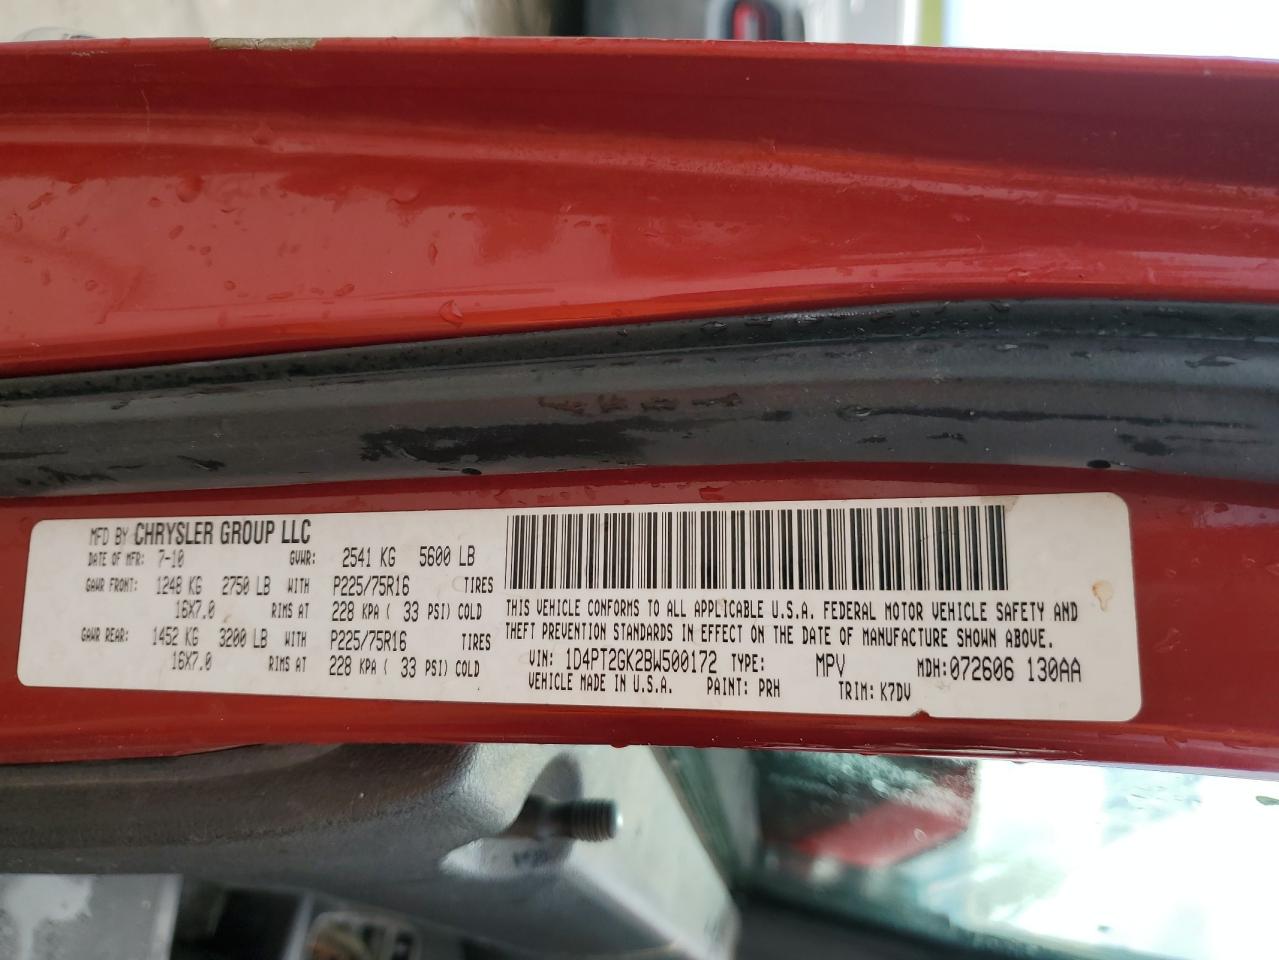 MFD BY CHRYSLER GROUP LLC
DATE OF MFR: 7-10 GVWR: 2541 KG 5600 LB
GAWR FRONT: 1248 KG 2750 LB WITH P225/75R16 TIRES
16X7.0 RIMS AT 228 KPA ( 33 PSI) COLD
GAWR REAR: 1452 KG 3200 LB WITH P225/75R16 TIRES
16X7.0 RIMS AT 228 KPA ( 33 PSI) COLD
THIS VEHICLE CONFORMS TO ALL APPLICABLE U.S.A. FEDERAL MOTOR VEHICLE SAFETY AND
THEFT PREVENTION STANDARDS IN EFFECT ON THE DATE OF MANUFACTURE SHOWN ABOVE.
VIN: 1D4PT2GK2BW500172 TYPE: MPV MDH:072606 130AA
VEHICLE MADE IN U.S.A. PAINT: PRH TRIM: K7DV